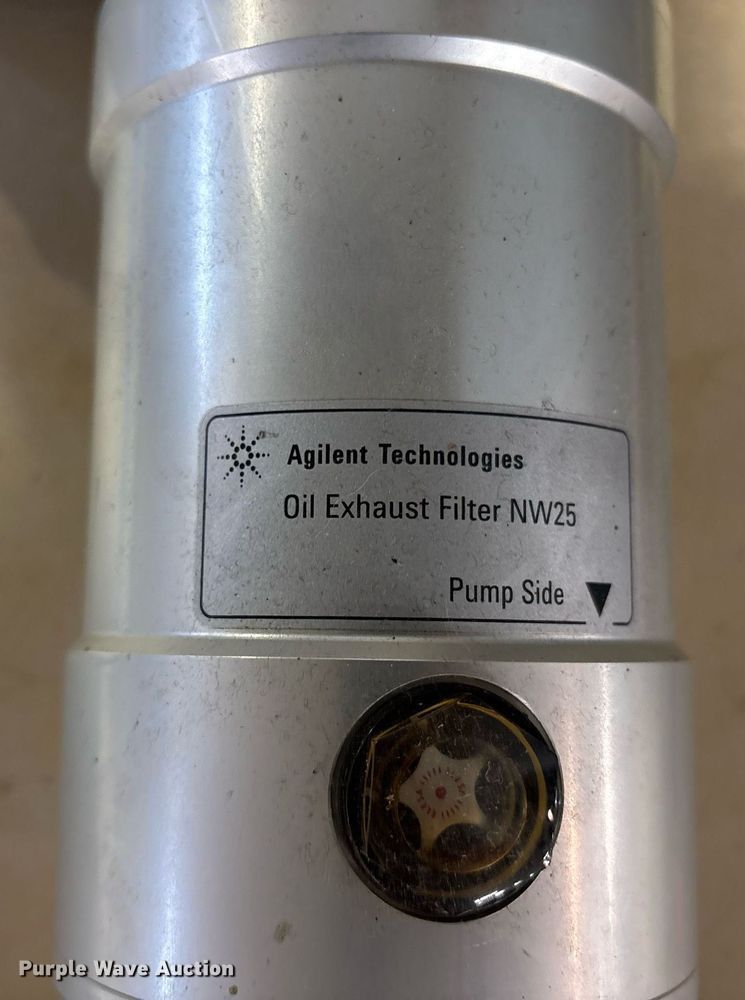 Agilent Technologies
Oil Exhaust Filter NW25
Pump Side
Purple Wave Auction